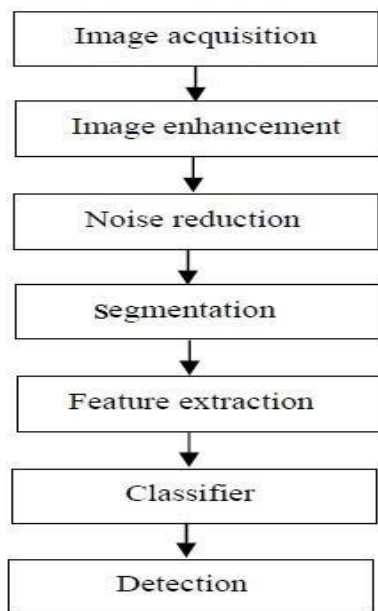 Image acquisition
Image enhancement
Noise reduction
Segmentation
Feature extraction
Classifier
Detection